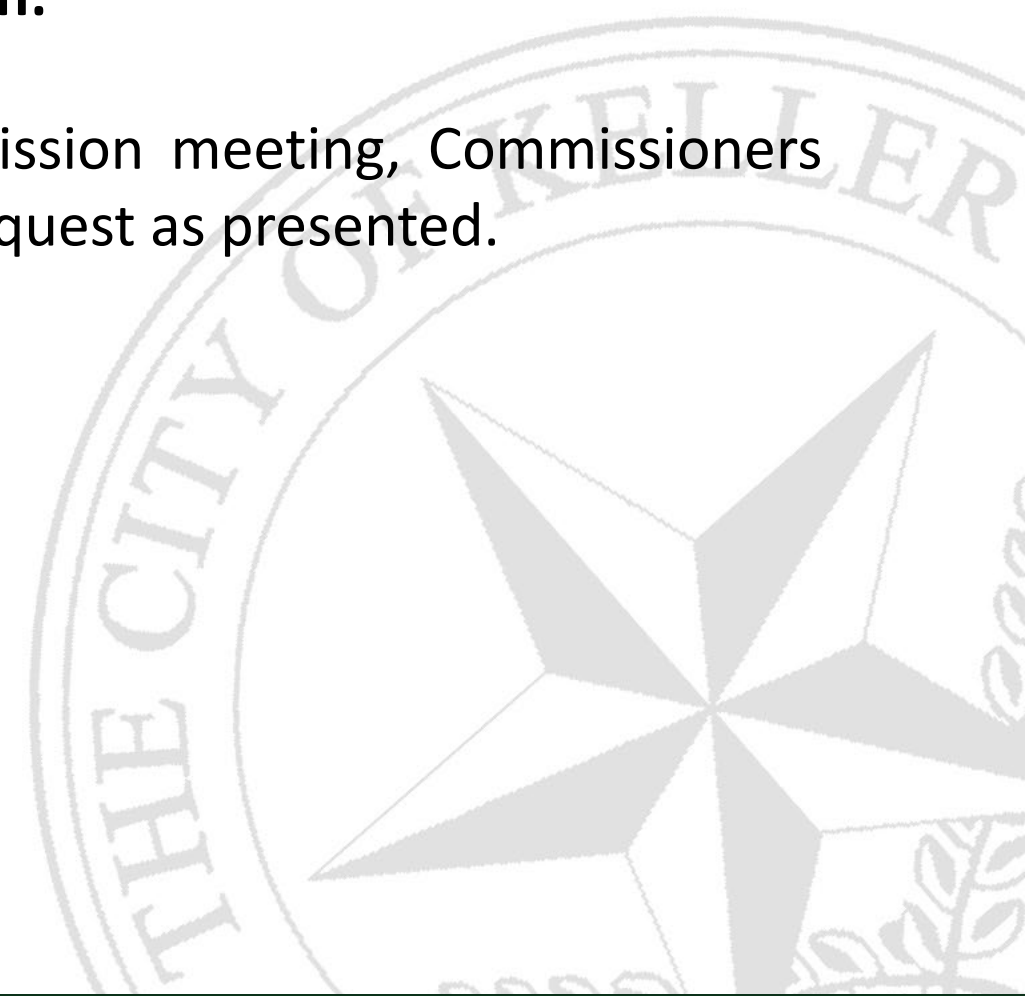 ission meeting, Commissioners
quest as presented.
THE CITY OF KELLER